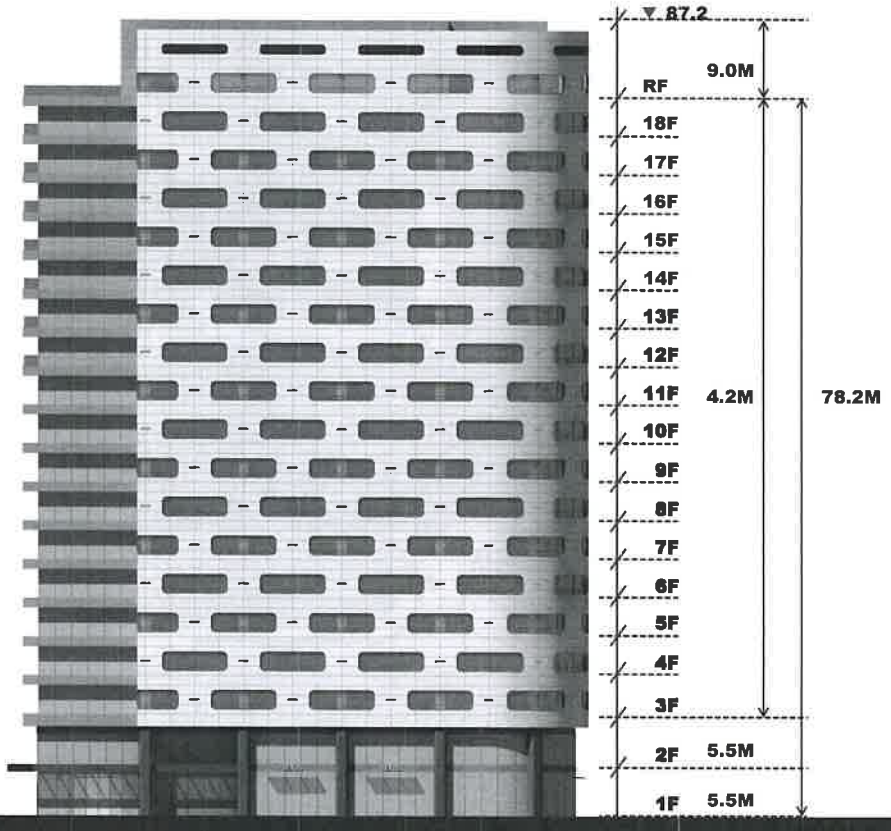 ▼ 87.2
9.0M
RF
18F
17F
16F
15F
14F
13F
12F
11F
4.2M
78.2M
10F
9F
8F
7F
6F
5F
4F
3F
2F 5.5M
1F 5.5M